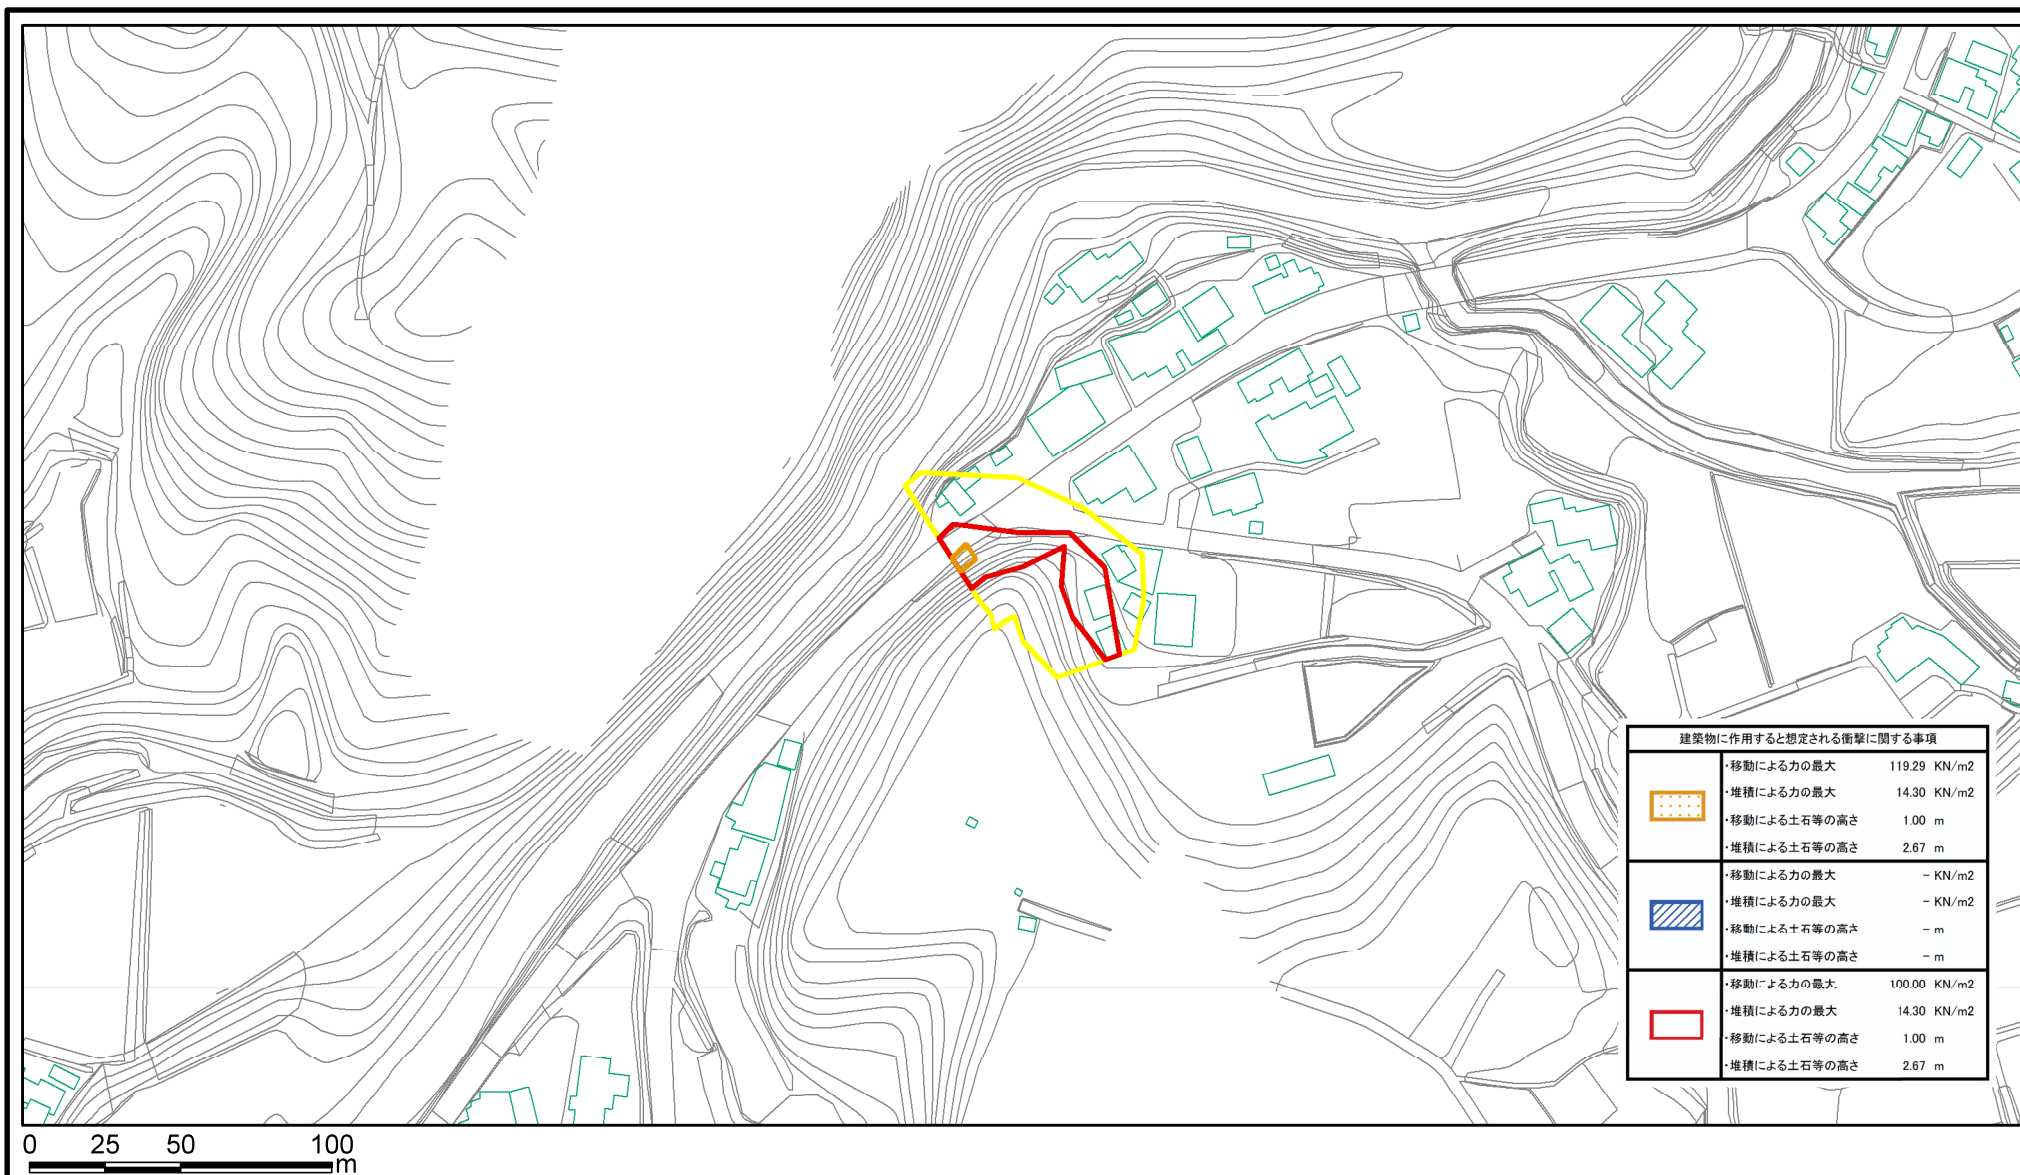 建築物に作用すると想定される衝撃に関する事項
・移動による力の最大 119.29 KN/m2
・堆積による力の最大 14.30 KN/m2
・移動による土石等の高さ 1.00 m
・堆積による土石等の高さ 2.67 m
・移動による力の最大 - KN/m2
・堆積による力の最大 - KN/m2
・移動による土石等の高さ - m
・堆積による土石等の高さ - m
・移動による力の最大 100.00 KN/m2
・堆積による力の最大 14.30 KN/m2
・移動による土石等の高さ 1.00 m
・堆積による土石等の高さ 2.67 m
0 25 50 100
m